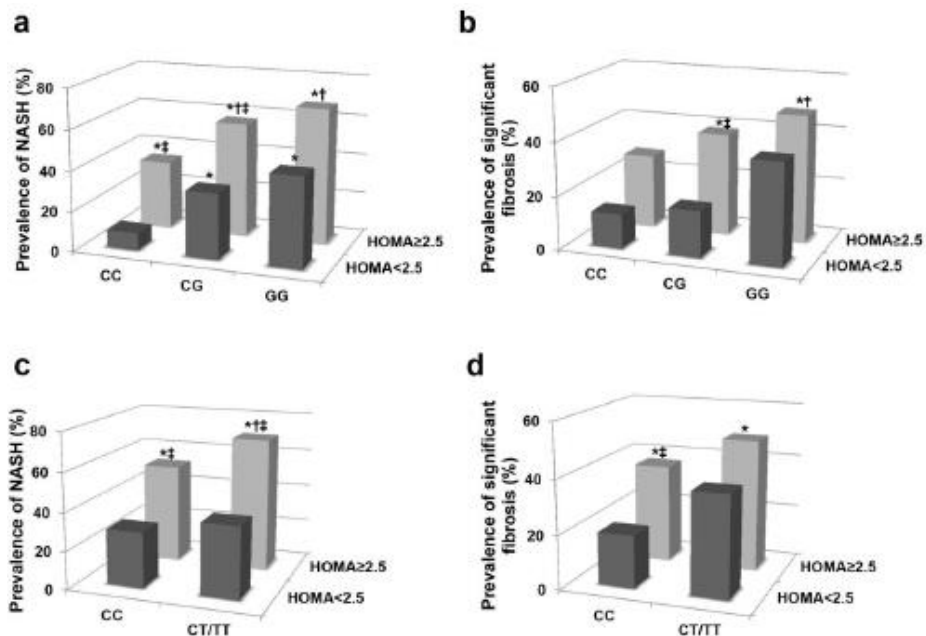 a
Prevalence of NASH (%)
80
60
40
20
0
*‡
*
*†‡
*
*†
CC
CG
GG
HOMA≥2.5
HOMA<2.5
b
Prevalence of significant
fibrosis (%)
60
40
20
0
*‡
*†
CC
CG
GG
HOMA≥2.5
HOMA<2.5
c
Prevalence of NASH (%)
80
60
40
20
0
*‡
*†‡
CC
CT/TT
HOMA≥2.5
HOMA<2.5
d
Prevalence of significant
fibrosis (%)
60
40
20
0
*‡
*
CC
CT/TT
HOMA≥2.5
HOMA<2.5